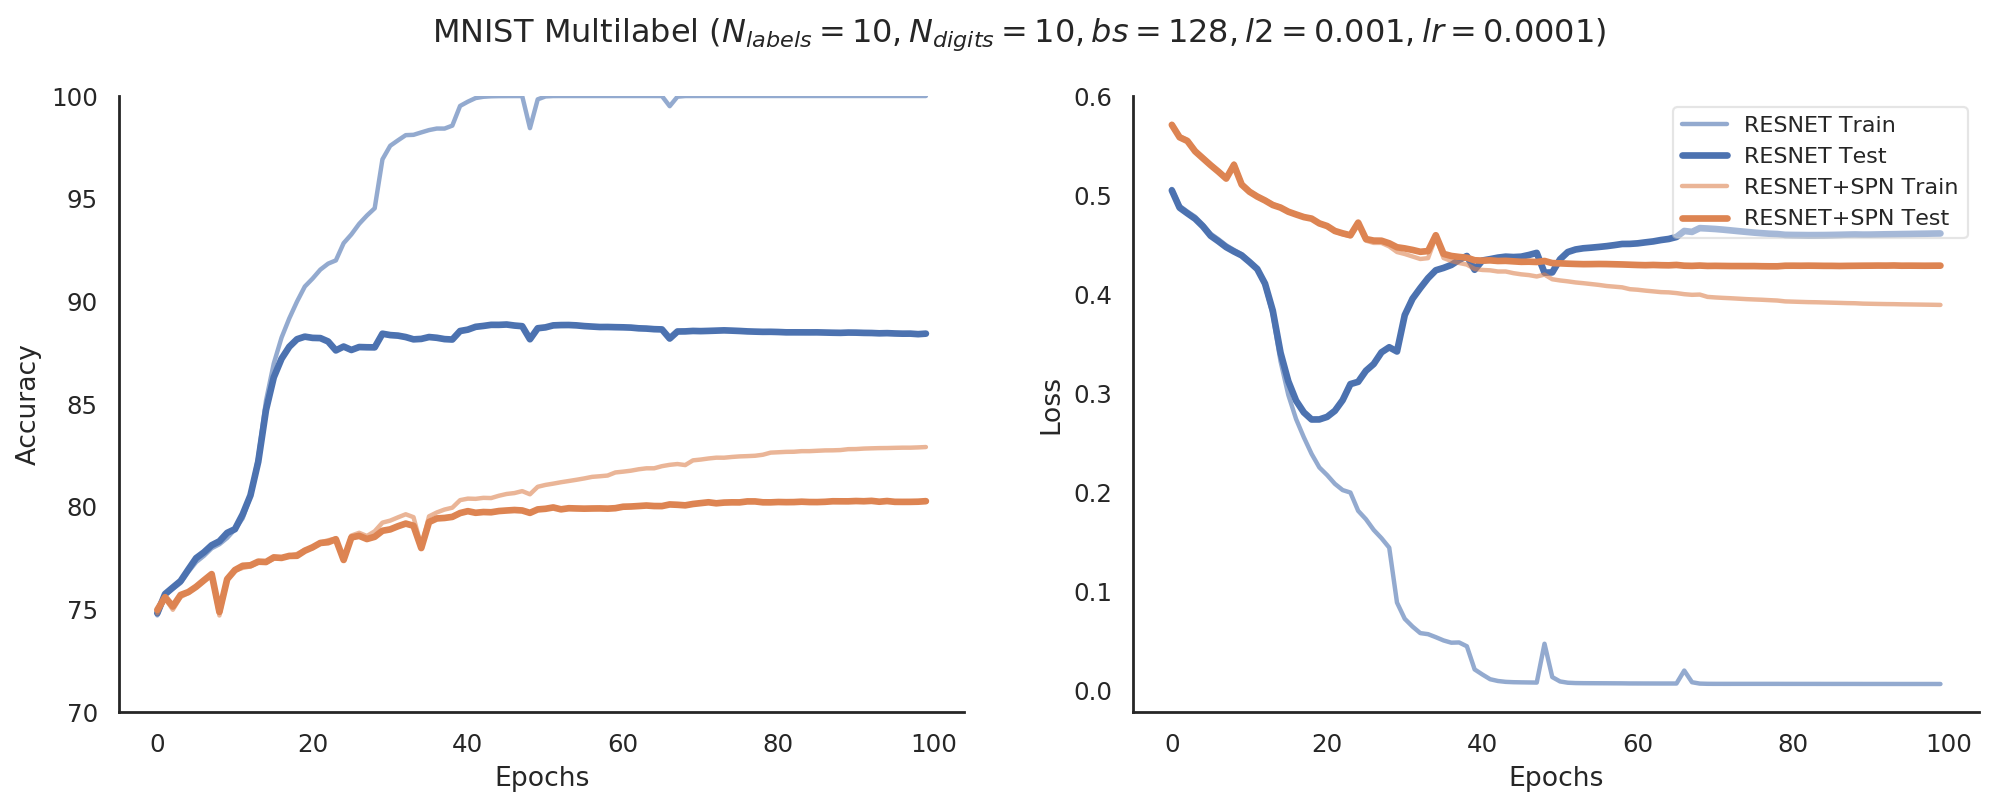 MNIST Multilabel (N_labels = 10, N_digits = 10, bs = 128, l2 = 0.001, lr = 0.0001)
100
95
90
85
80
75
70
Accuracy
0 20 40 60 80 100
Epochs
0.6
0.5
0.4
0.3
0.2
0.1
0.0
Loss
0 20 40 60 80 100
Epochs
RESNET Train
RESNET Test
RESNET+SPN Train
RESNET+SPN Test